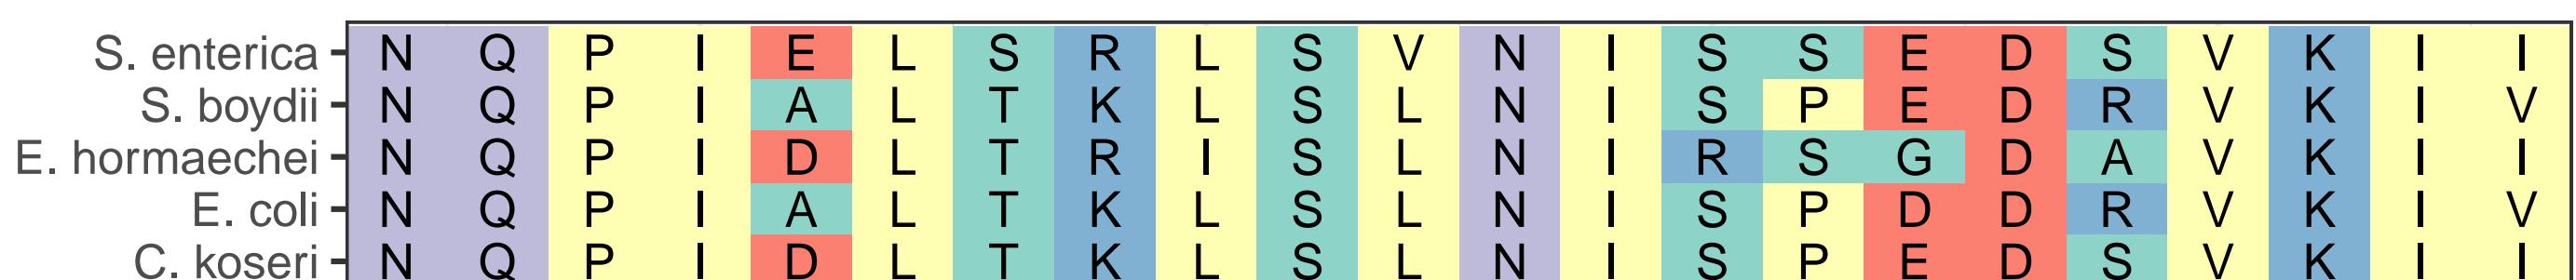 S. enterica N Q P I E L S R L S V N I S S E D S V K I I
S. boydii N Q P I A L T K L S L N I S P E D R V K I V
E. hormaechei N Q P I D L T R I S L N I R S G D A V K I I
E. coli N Q P I A L T K L S L N I S P D D R V K I V
C. koseri N Q P I D L T K L S L N I S P E D S V K I I